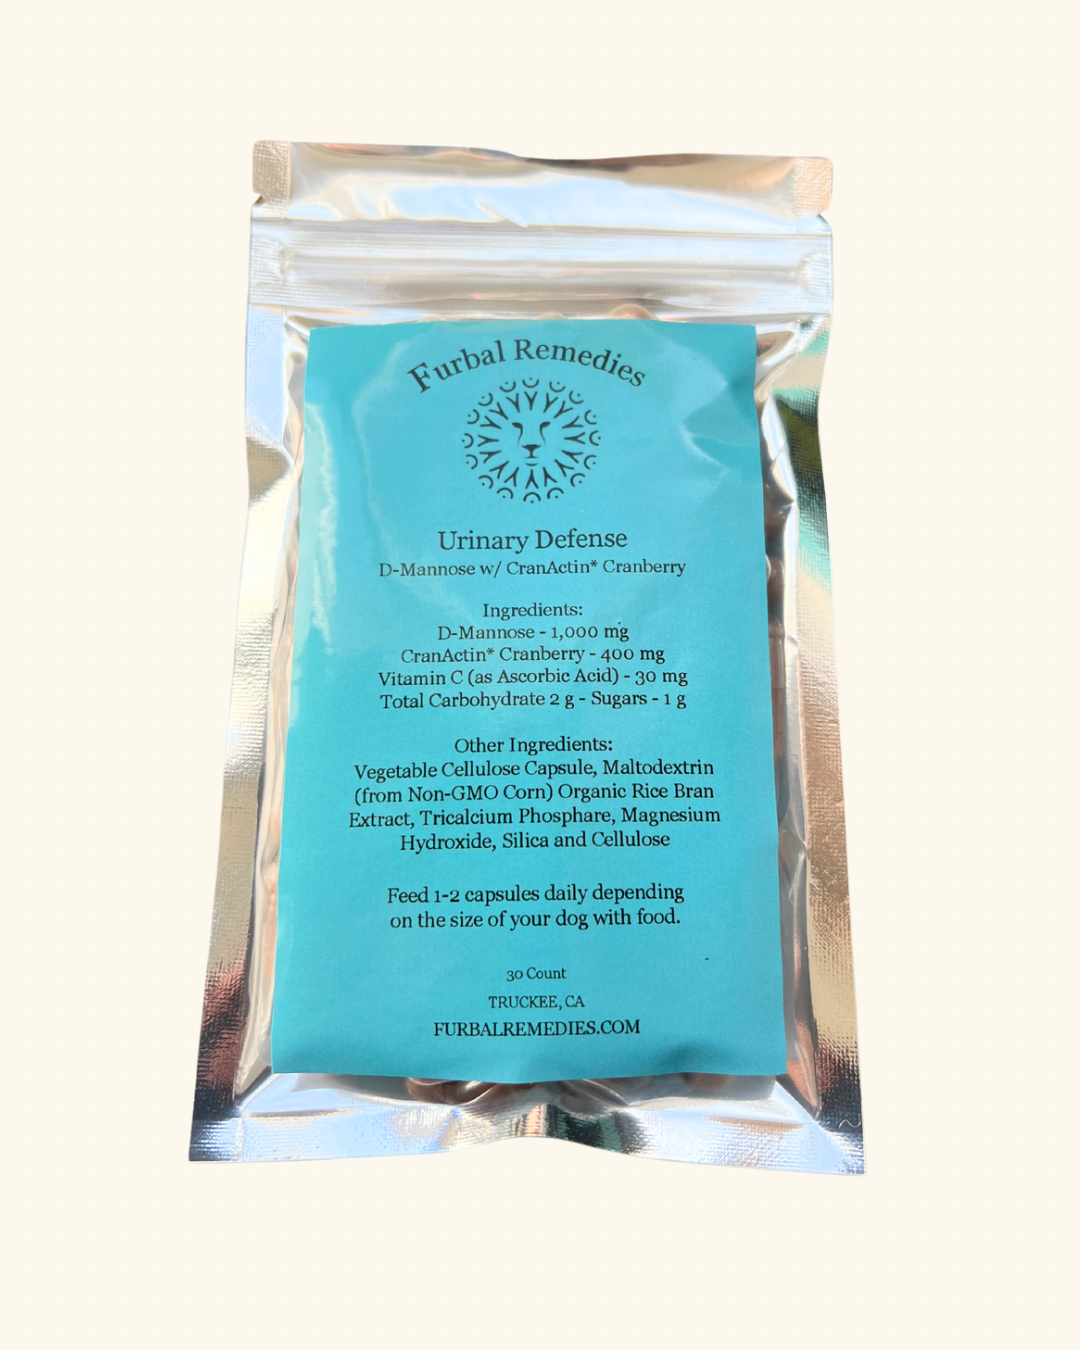 Furbal Remedies
Urinary Defense
D-Mannose w/ CranActin* Cranberry
Ingredients:
D-Mannose - 1,000 mg
CranActin* Cranberry - 400 mg
Vitamin C (as Ascorbic Acid) - 30 mg
Total Carbohydrate 2 g - Sugars - 1 g
Other Ingredients:
Vegetable Cellulose Capsule, Maltodextrin
(from Non-GMO Corn) Organic Rice Bran
Extract, Tricalcium Phosphare, Magnesium
Hydroxide, Silica and Cellulose
Feed 1-2 capsules daily depending
on the size of your dog with food.
30 Count
TRUCKEE, CA
FURBALREMEDIES.COM